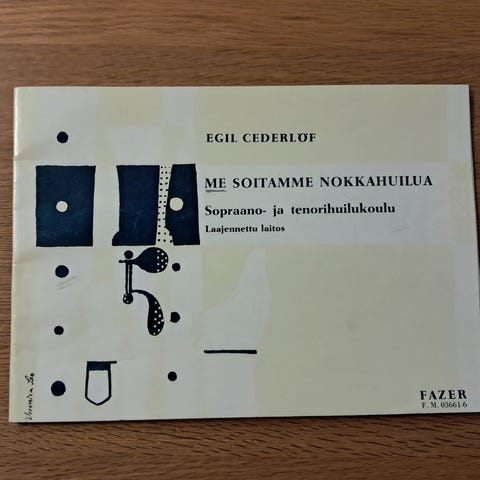 EGIL CEDERLÖF
ME SOITAMME NOKKAHUILUA
Sopraano- ja tenorihuilukoulu
Laajennettu laitos
FAZER
F. M. 03661-6